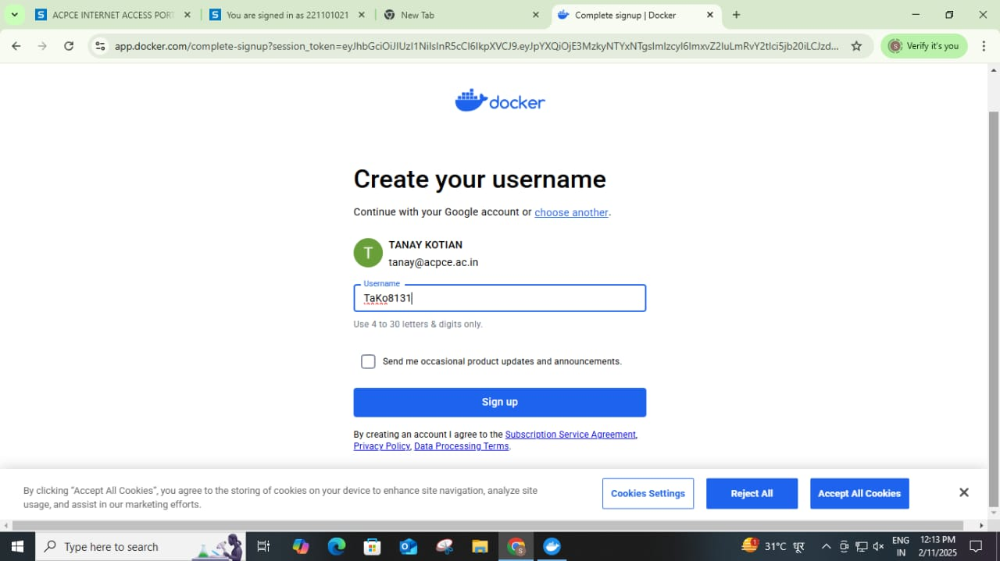 ACPCE INTERNET ACCESS PORT
You are signed in as 221101021
New Tab
Complete signup | Docker
app.docker.com/complete-signup?session_token=eyJhbGciOiJIUzI1NiIsInR5cCI6IkpXVCJ9.eyJpYXQiOjE3MzkyNTYxNTgsImlzcyI6ImxvZ2luLmRvY2tlci5jb20iLCJzd...
Verify it's you
docker
Create your username
Continue with your Google account or choose another.
T
TANAY KOTIAN
tanay@acpce.ac.in
Username
TaKo8131
Use 4 to 30 letters & digits only.
Send me occasional product updates and announcements.
Sign up
By creating an account I agree to the Subscription Service Agreement,
Privacy Policy, Data Processing Terms.
By clicking “Accept All Cookies”, you agree to the storing of cookies on your device to enhance site navigation, analyze site
usage, and assist in our marketing efforts.
Cookies Settings
Reject All
Accept All Cookies
Type here to search
31°C
धूप
ENG
IN
12:13 PM
2/11/2025